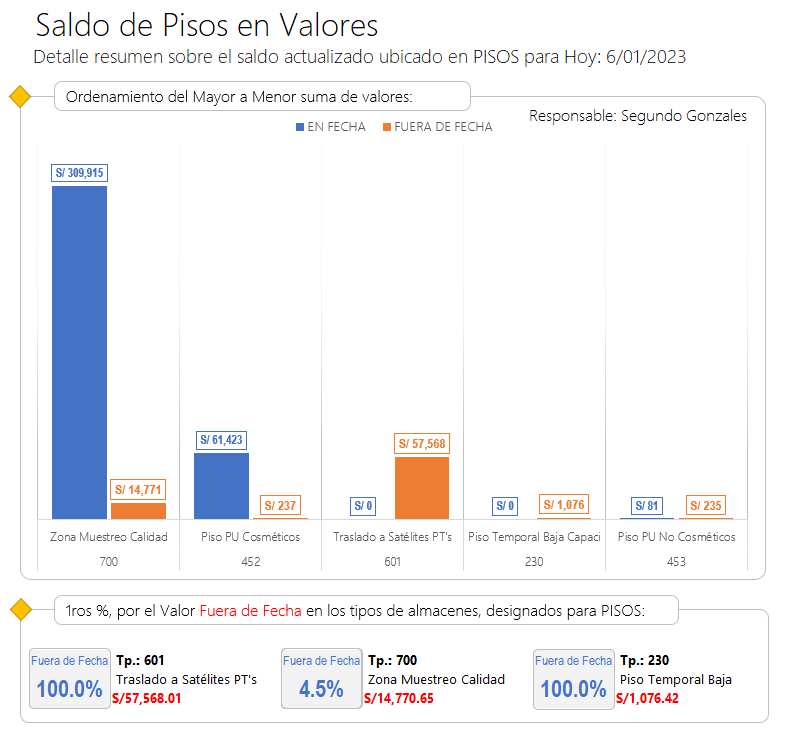 Saldo de Pisos en Valores
Detalle resumen sobre el saldo actualizado ubicado en PISOS para Hoy: 6/01/2023
Ordenamiento del Mayor a Menor suma de valores:
Responsable: Segundo Gonzales
EN FECHA FUERA DE FECHA
S/ 309,915
S/ 14,771
S/ 61,423
S/ 237
S/ 0
S/ 57,568
S/ 0
S/ 1,076
S/ 81
S/ 235
Zona Muestreo Calidad Piso PU Cosméticos Traslado a Satélites PT's Piso Temporal Baja Capaci Piso PU No Cosméticos
700 452 601 230 453
1ros %, por el Valor Fuera de Fecha en los tipos de almacenes, designados para PISOS:
Fuera de Fecha
100.0%
Tp.: 601
Traslado a Satélites PT's
S/57,568.01
Fuera de Fecha
4.5%
Tp.: 700
Zona Muestreo Calidad
S/14,770.65
Fuera de Fecha
100.0%
Tp.: 230
Piso Temporal Baja
S/1,076.42